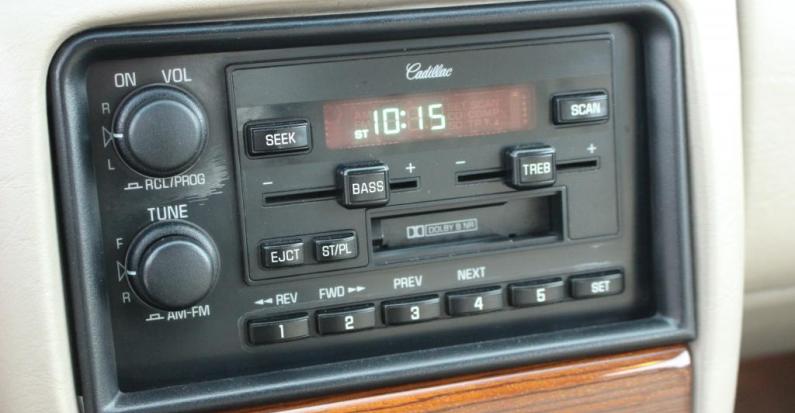 ON VOL
Cadillac
R
L
RCL/PROG
SEEK
ST 10:15
SCAN
- BASS +
- TREB +
TUNE
F
R
AM-FM
EJCT ST/PL
DOLBY B NR
◄◄ REV FWD ►► PREV NEXT
1 2 3 4 5 SET